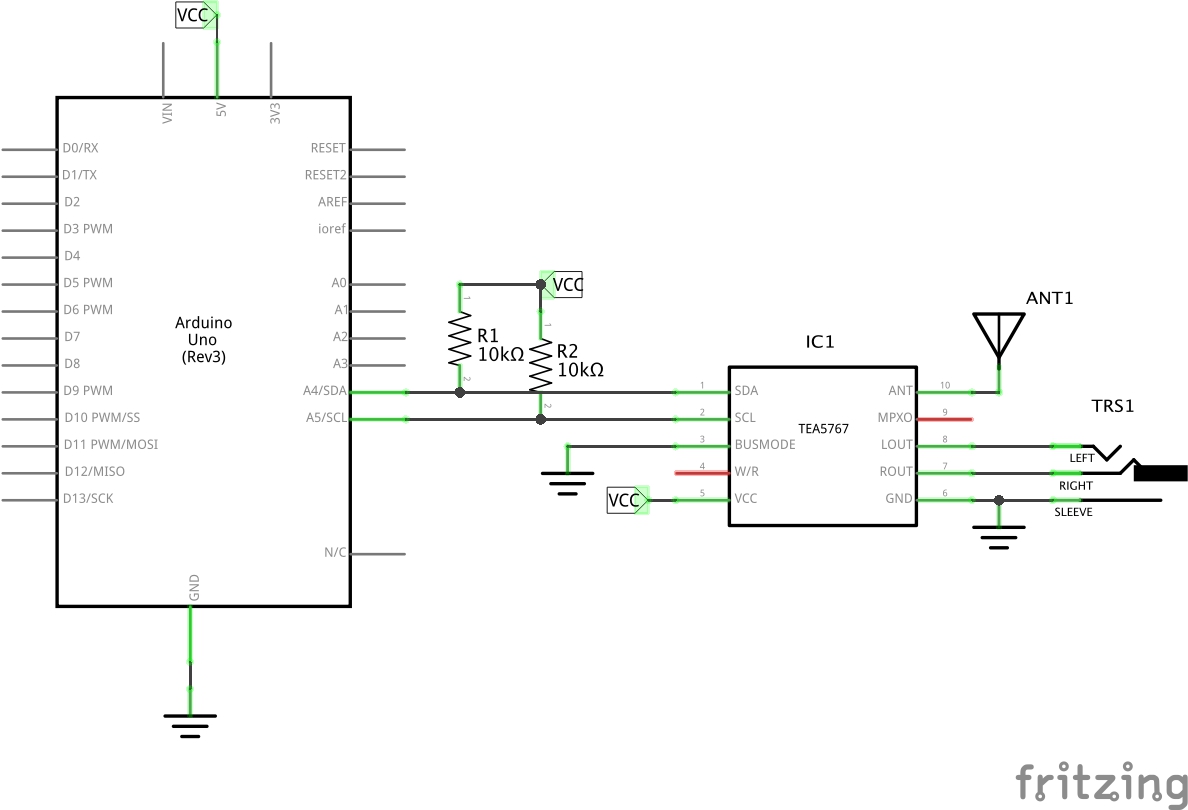 VCC
VIN
5V
3V3
D0/RX
D1/TX
D2
D3 PWM
D4
D5 PWM
D6 PWM
D7
D8
D9 PWM
D10 PWM/SS
D11 PWM/MOSI
D12/MISO
D13/SCK
Arduino
Uno
(Rev3)
RESET
RESET2
AREF
ioref
A0
A1
A2
A3
A4/SDA
A5/SCL
N/C
GND
VCC
1
R1
10kΩ
2
1
R2
10kΩ
2
IC1
TEA5767
1 SDA
2 SCL
3 BUSMODE
4 W/R
VCC
5 VCC
ANT 10
MPXO 9
LOUT 8
ROUT 7
GND 6
ANT1
TRS1
LEFT
RIGHT
SLEEVE
fritzing